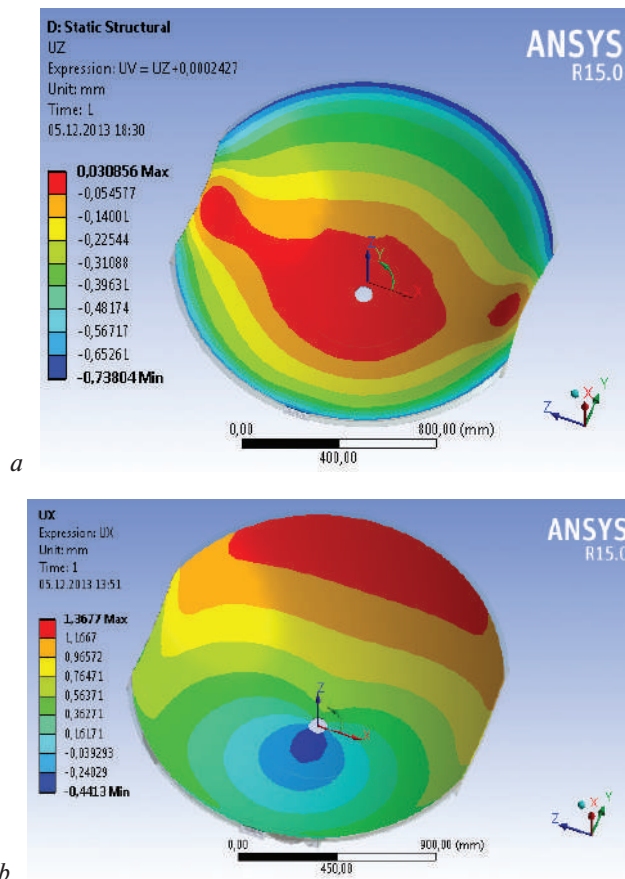 D: Static Structural
UZ
Expression: UV = UZ+0,0002427
Unit: mm
Time: 1
05.12.2013 18:30
ANSYS
R15.0
0,030856 Max
-0,054577
-0,14001
-0,22544
-0,31088
-0,39631
-0,48174
-0,56717
-0,65261
-0,73804 Min
Z
Y
X
0,00
800,00 (mm)
400,00
Z
X
Y
a
UX
Expression: UX
Unit: mm
Time: 1
05.12.2013 13:51
ANSYS
R15.0
1,3677 Max
1,1667
0,96572
0,76471
0,56371
0,36271
0,16171
-0,039293
-0,24029
-0,4413 Min
Z
X
0,00
900,00 (mm)
450,00
Z
X
Y
b